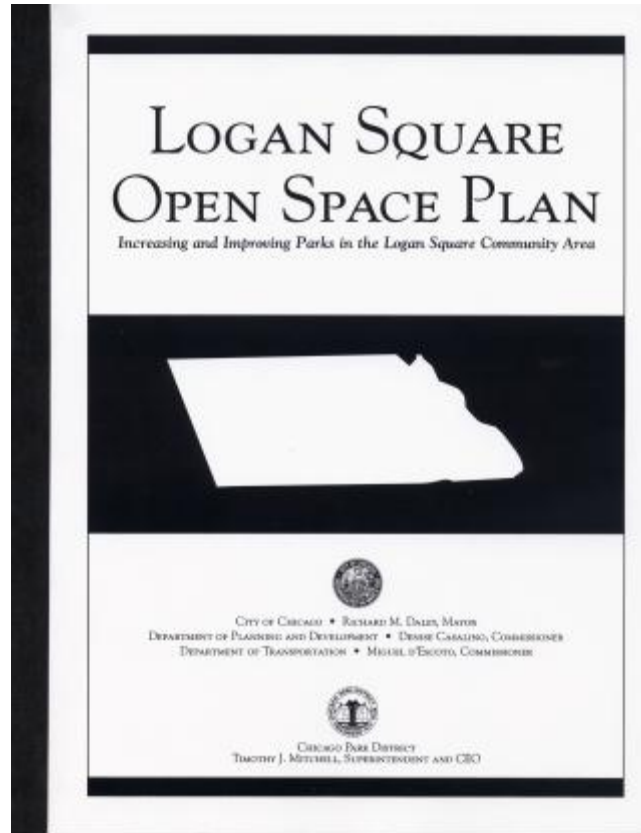 LOGAN SQUARE
OPEN SPACE PLAN
Increasing and Improving Parks in the Logan Square Community Area
CITY OF CHICAGO • RICHARD M. DALEY, MAYOR
DEPARTMENT OF PLANNING AND DEVELOPMENT • DENISE CASALINO, COMMISSIONER
DEPARTMENT OF TRANSPORTATION • MIGUEL D'ESCOTO, COMMISSIONER
CHICAGO PARK DISTRICT
TIMOTHY J. MITCHELL, SUPERINTENDENT AND CEO